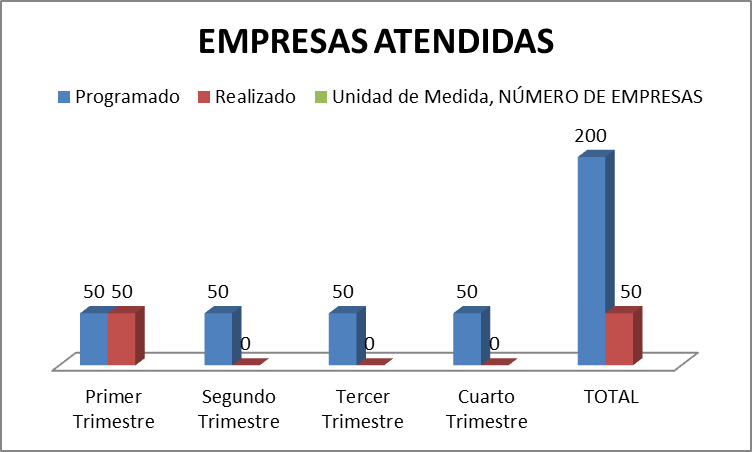 EMPRESAS ATENDIDAS
Programado Realizado Unidad de Medida, NÚMERO DE EMPRESAS
200
50 50 50 50 50 50
0 0 0
Primer Trimestre
Segundo Trimestre
Tercer Trimestre
Cuarto Trimestre
TOTAL